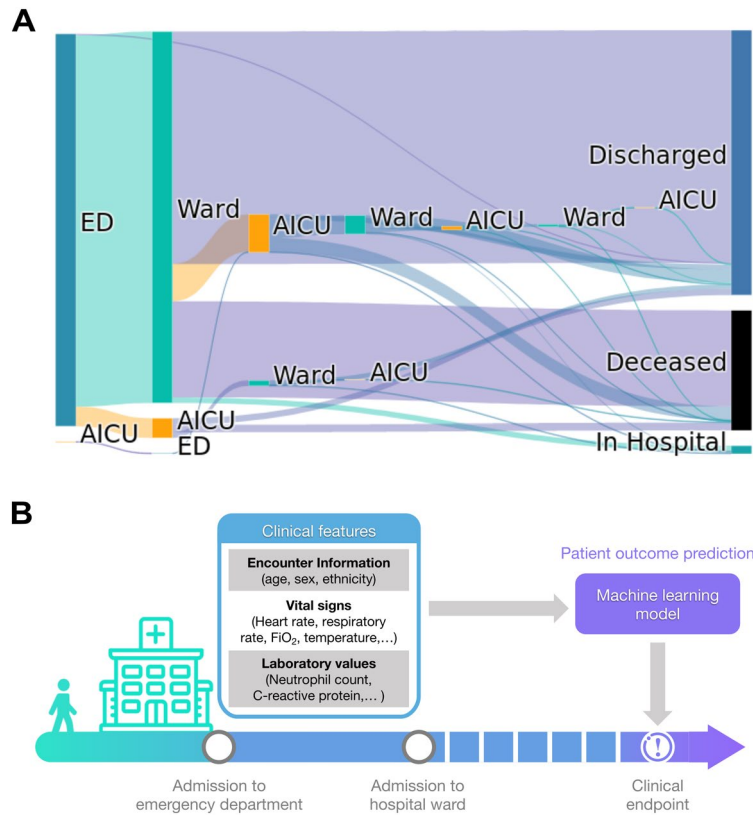 A
ED
Ward
AICU
Ward
AICU
Ward
AICU
Discharged
Ward
AICU
Deceased
AICU
AICU
ED
In Hospital
B
Clinical features
Encounter Information
(age, sex, ethnicity)
Vital signs
(Heart rate, respiratory
rate, FiO₂, temperature,...)
Laboratory values
(Neutrophil count,
C-reactive protein,... )
Patient outcome prediction
Machine learning
model
!
Admission to
emergency department
Admission to
hospital ward
Clinical
endpoint